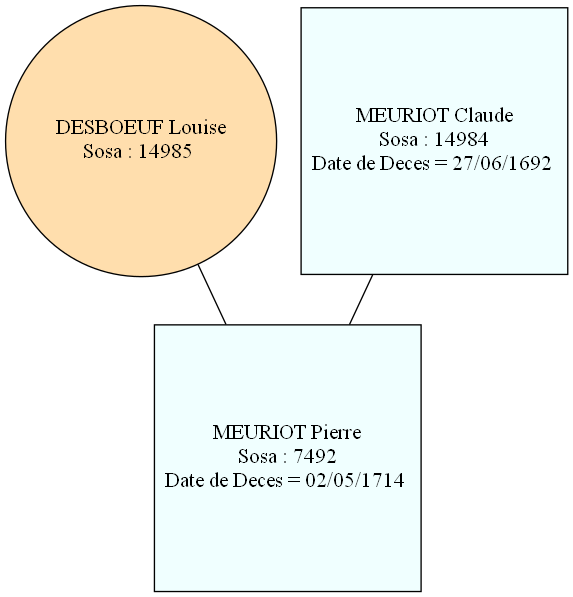 DESBOEUF Louise
Sosa : 14985
MEURIOT Claude
Sosa : 14984
Date de Deces = 27/06/1692
MEURIOT Pierre
Sosa : 7492
Date de Deces = 02/05/1714